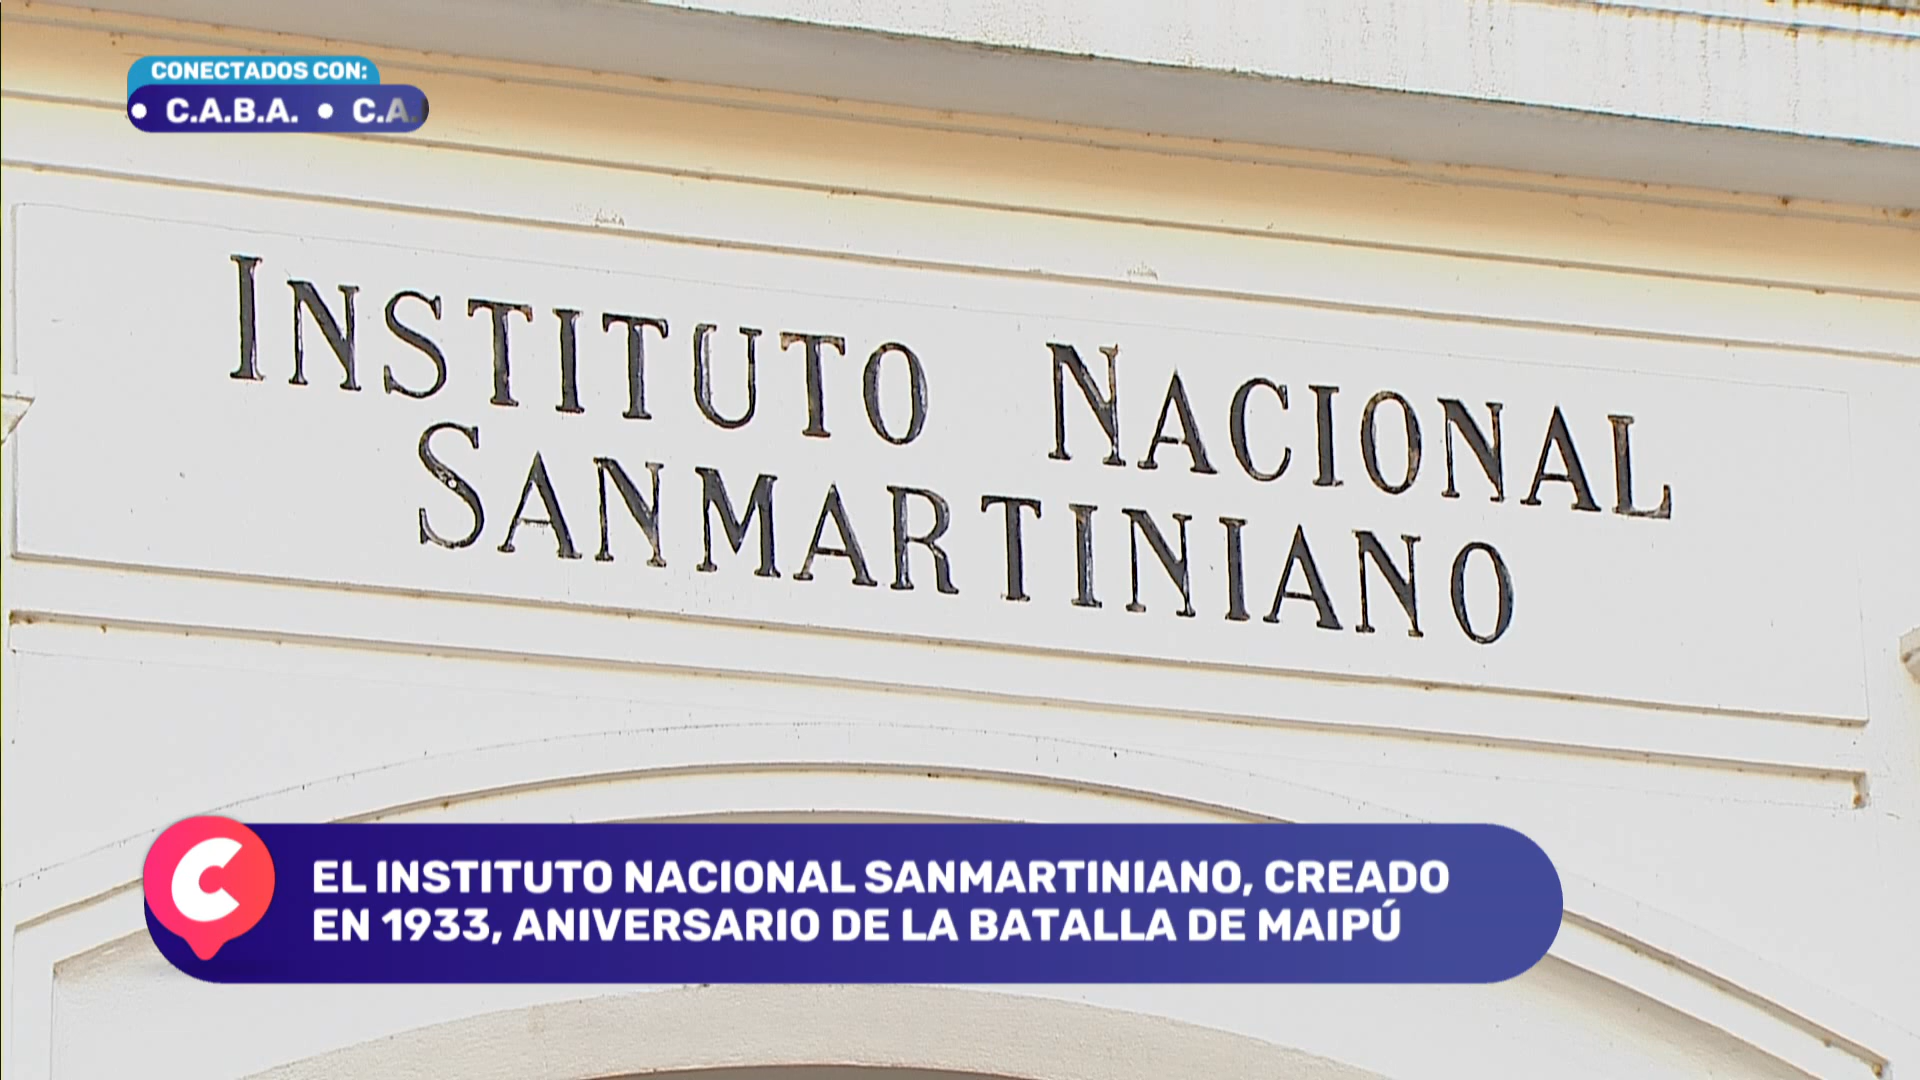 CONECTADOS CON:
• C.A.B.A. • C.A.
INSTITUTO NACIONAL
SANMARTINIANO
C
EL INSTITUTO NACIONAL SANMARTINIANO, CREADO
EN 1933, ANIVERSARIO DE LA BATALLA DE MAIPÚ